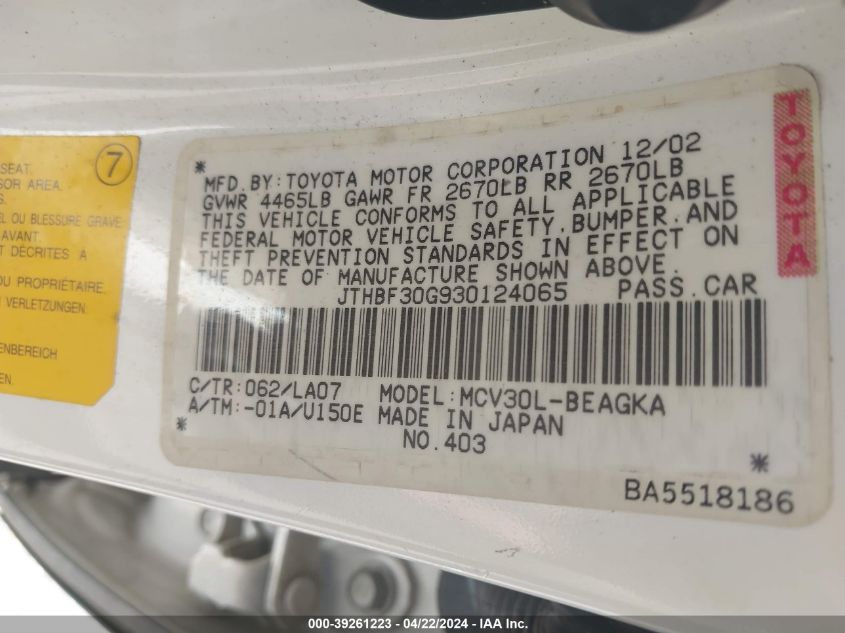 SEAT. 7
SOR AREA.
EL OU BLESSURE GRAVE
AVANT.
T DÉCRITES A
DU PROPRIÉTAIRE.
VERLETZUNGEN
ENBEREICH
EN.
* MFD.BY:TOYOTA MOTOR CORPORATION 12/02
GVWR 4465LB GAWR FR 2670LB RR 2670LB
THIS VEHICLE CONFORMS TO ALL APPLICABLE
FEDERAL MOTOR VEHICLE SAFETY,BUMPER,AND
THEFT PREVENTION STANDARDS IN EFFECT ON
THE DATE OF MANUFACTURE SHOWN ABOVE.
JTHBF30G930124065 PASS.CAR
C/TR:062/LA07 MODEL:MCV30L-BEAGKA
A/TM:-01A/U150E MADE IN JAPAN
* NO.403 *
BA5518186
TOYOTA
000-39261223 - 04/22/2024 - IAA Inc.